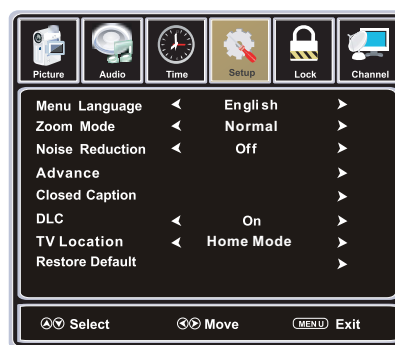 Picture Audio Time Setup Lock Channel
Menu Language English
Zoom Mode Normal
Noise Reduction Off
Advance
Closed Caption
DLC On
TV Location Home Mode
Restore Default
Select Move MENU Exit